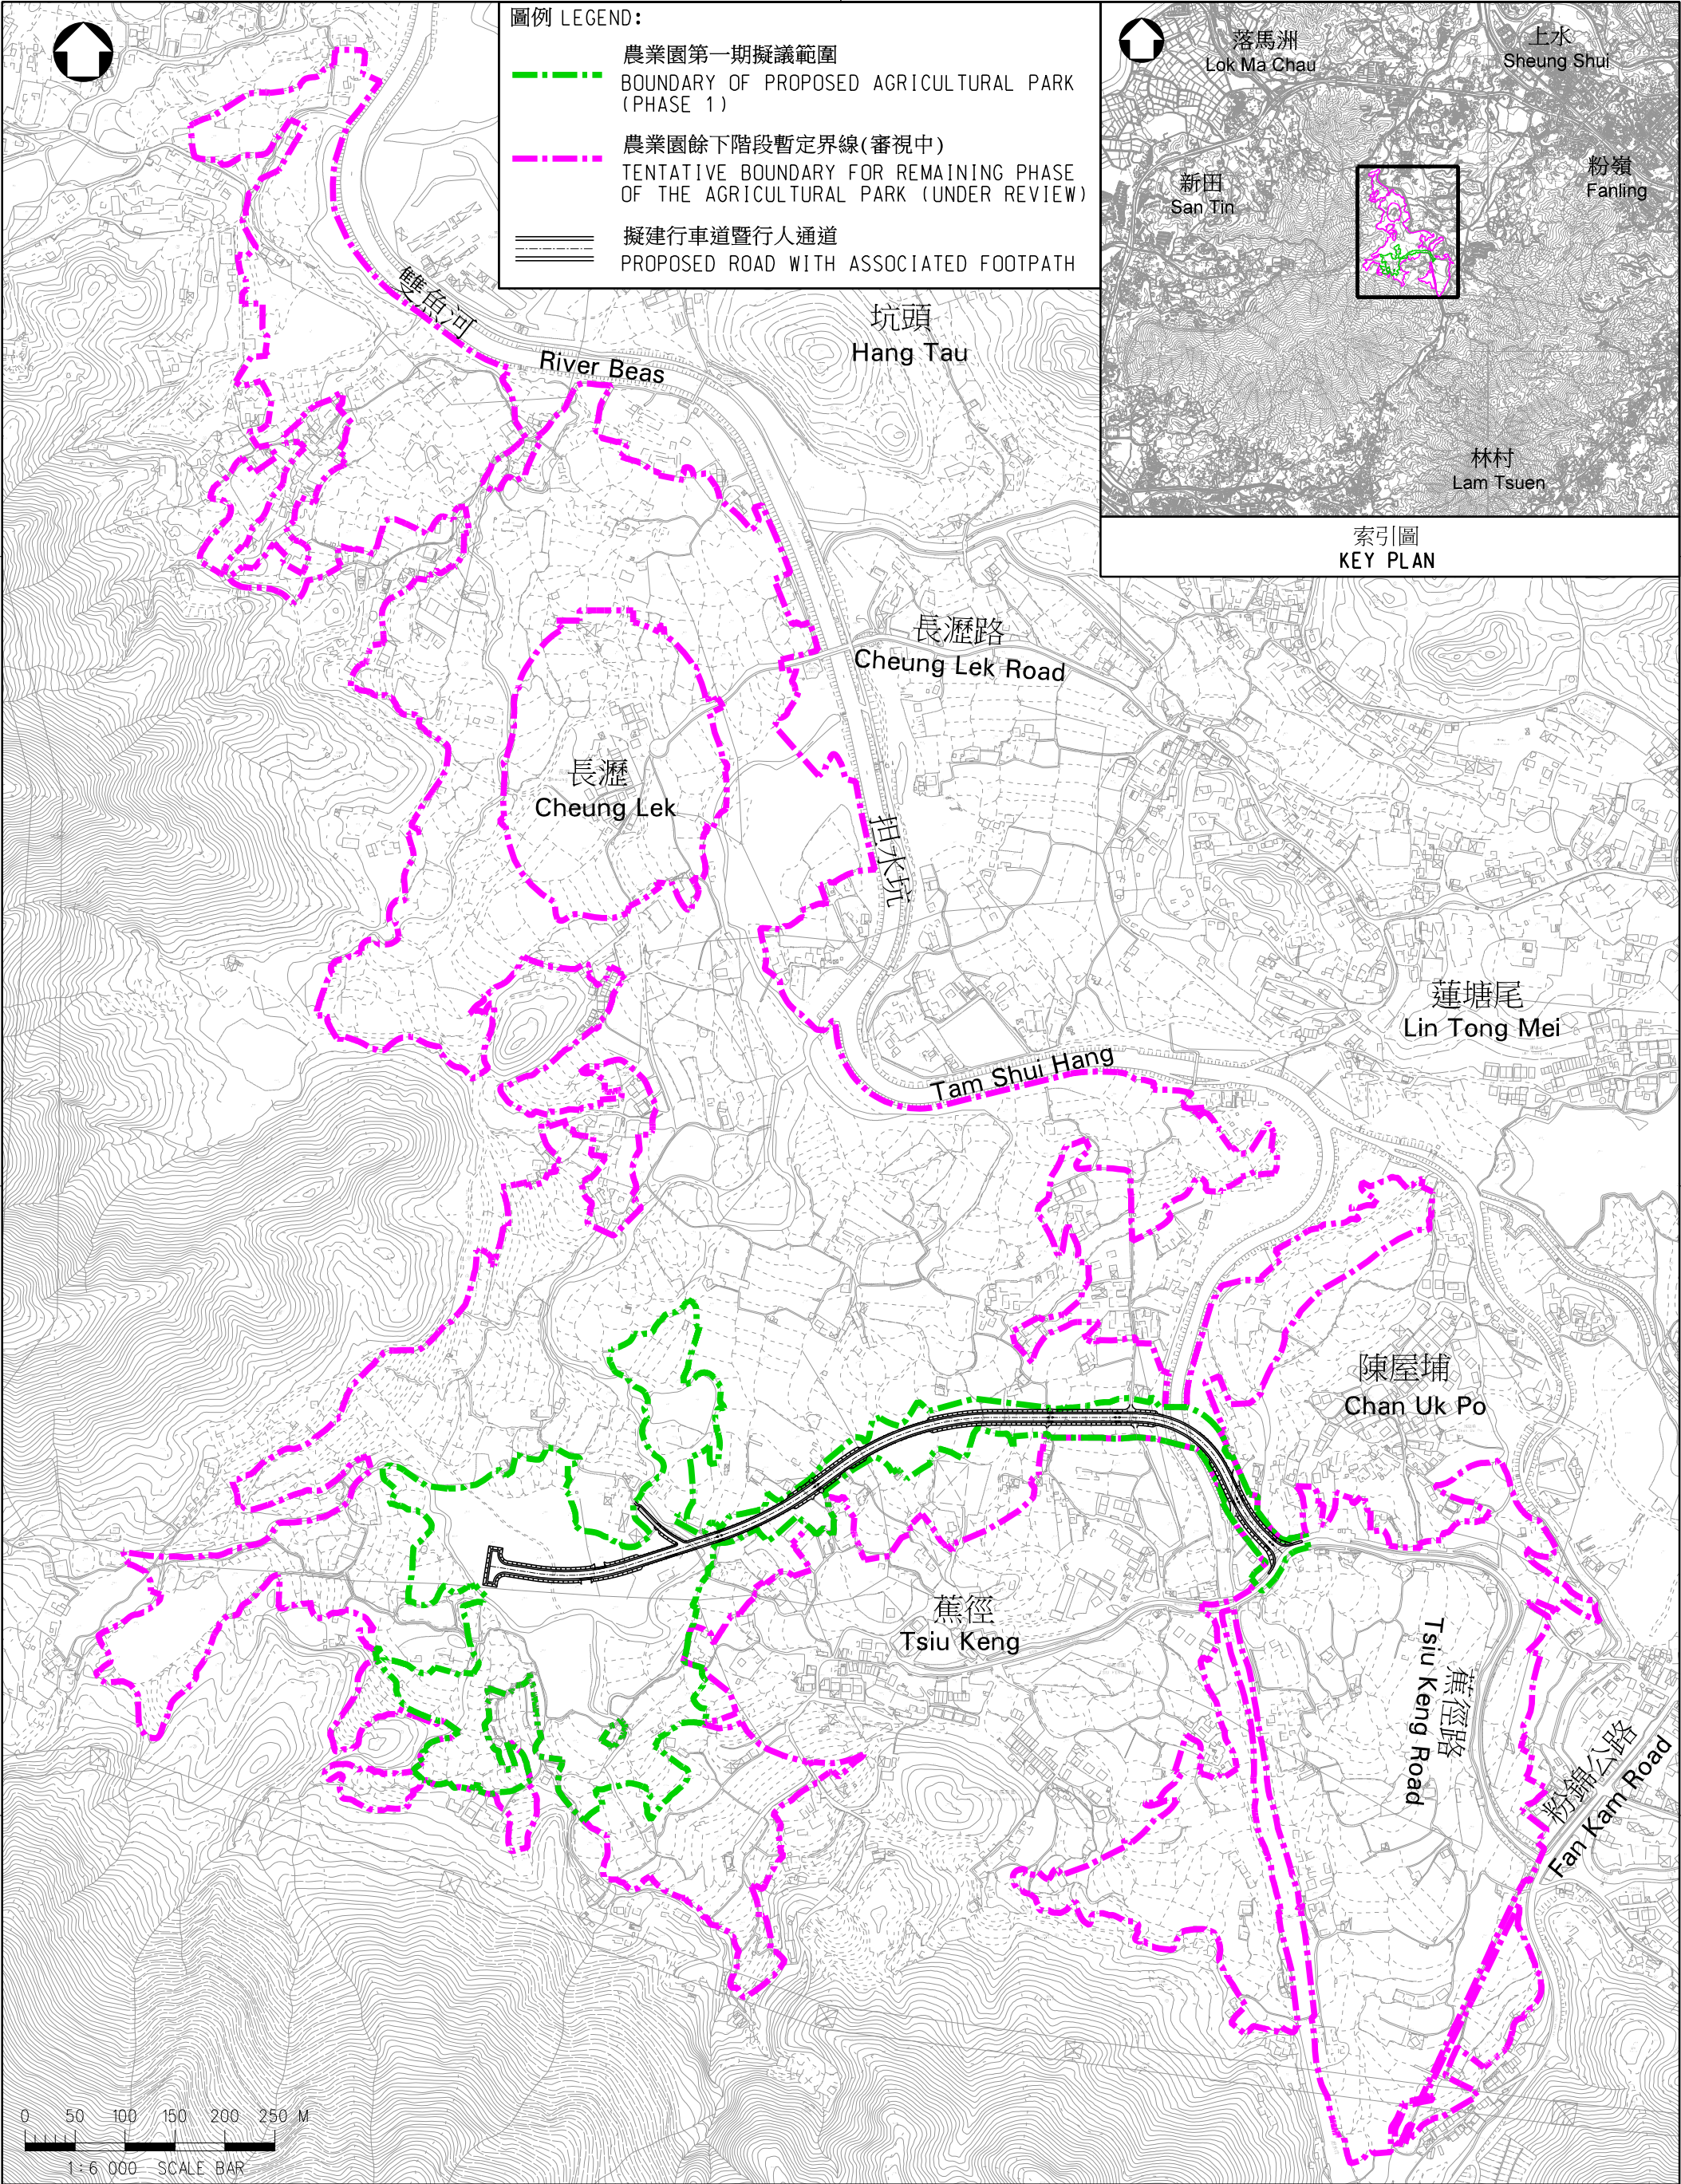 圖例 LEGEND:
農業園第一期擬議範圍
BOUNDARY OF PROPOSED AGRICULTURAL PARK
(PHASE 1)
農業園餘下階段暫定界線(審視中)
TENTATIVE BOUNDARY FOR REMAINING PHASE
OF THE AGRICULTURAL PARK (UNDER REVIEW)
擬建行車道暨行人通道
PROPOSED ROAD WITH ASSOCIATED FOOTPATH
落馬洲
Lok Ma Chau
上水
Sheung Shui
新田
San Tin
粉嶺
Fanling
林村
Lam Tsuen
索引圖
KEY PLAN
雙魚河
River Beas
坑頭
Hang Tau
長瀝路
Cheung Lek Road
長瀝
Cheung Lek
担水坑
Tam Shui Hang
蓮塘尾
Lin Tong Mei
陳屋埔
Chan Uk Po
蕉徑
Tsiu Keng
蕉徑路
Tsiu Keng Road
粉錦公路
Fan Kam Road
0 50 100 150 200 250 M
1:6 000 SCALE BAR